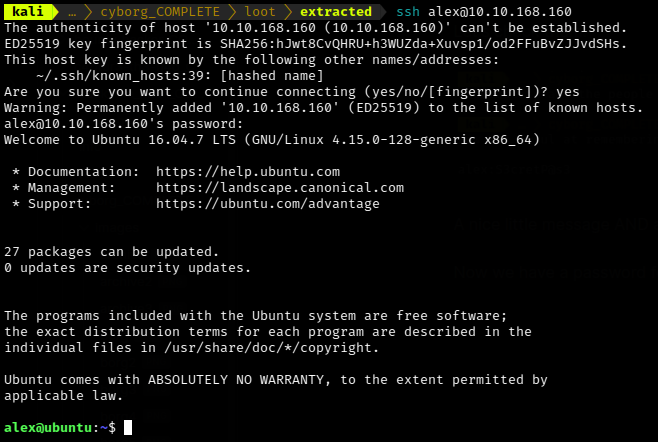 kali … cyborg_COMPLETE loot extracted ssh alex@10.10.168.160
The authenticity of host '10.10.168.160 (10.10.168.160)' can't be established.
ED25519 key fingerprint is SHA256:hJwt8CvQHRU+h3WUZda+Xuvsp1/od2FFuBvZJJvdSHs.
This host key is known by the following other names/addresses:
    ~/.ssh/known_hosts:39: [hashed name]
Are you sure you want to continue connecting (yes/no/[fingerprint])? yes
Warning: Permanently added '10.10.168.160' (ED25519) to the list of known hosts.
alex@10.10.168.160's password:
Welcome to Ubuntu 16.04.7 LTS (GNU/Linux 4.15.0-128-generic x86_64)
 * Documentation:  https://help.ubuntu.com
 * Management:     https://landscape.canonical.com
 * Support:        https://ubuntu.com/advantage
27 packages can be updated.
0 updates are security updates.
The programs included with the Ubuntu system are free software;
the exact distribution terms for each program are described in the
individual files in /usr/share/doc/*/copyright.
Ubuntu comes with ABSOLUTELY NO WARRANTY, to the extent permitted by
applicable law.
alex@ubuntu:~$